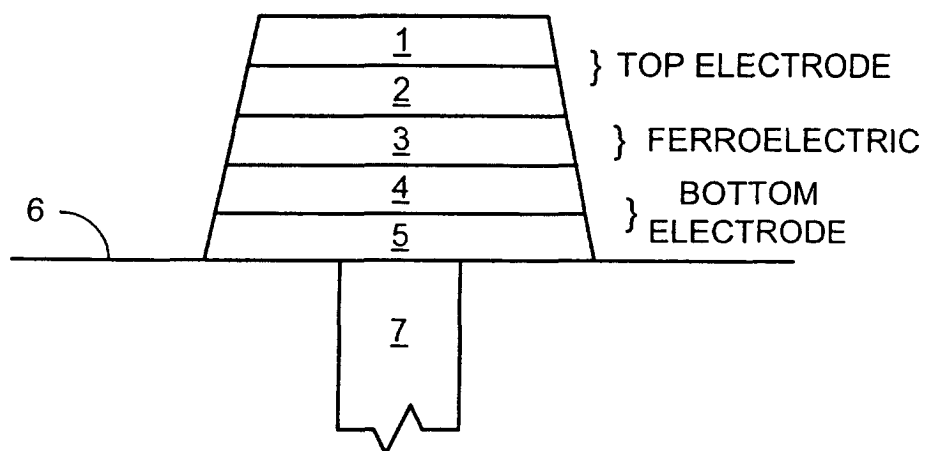 1
} TOP ELECTRODE
2
3
} FERROELECTRIC
4
} BOTTOM
ELECTRODE
5
6
7